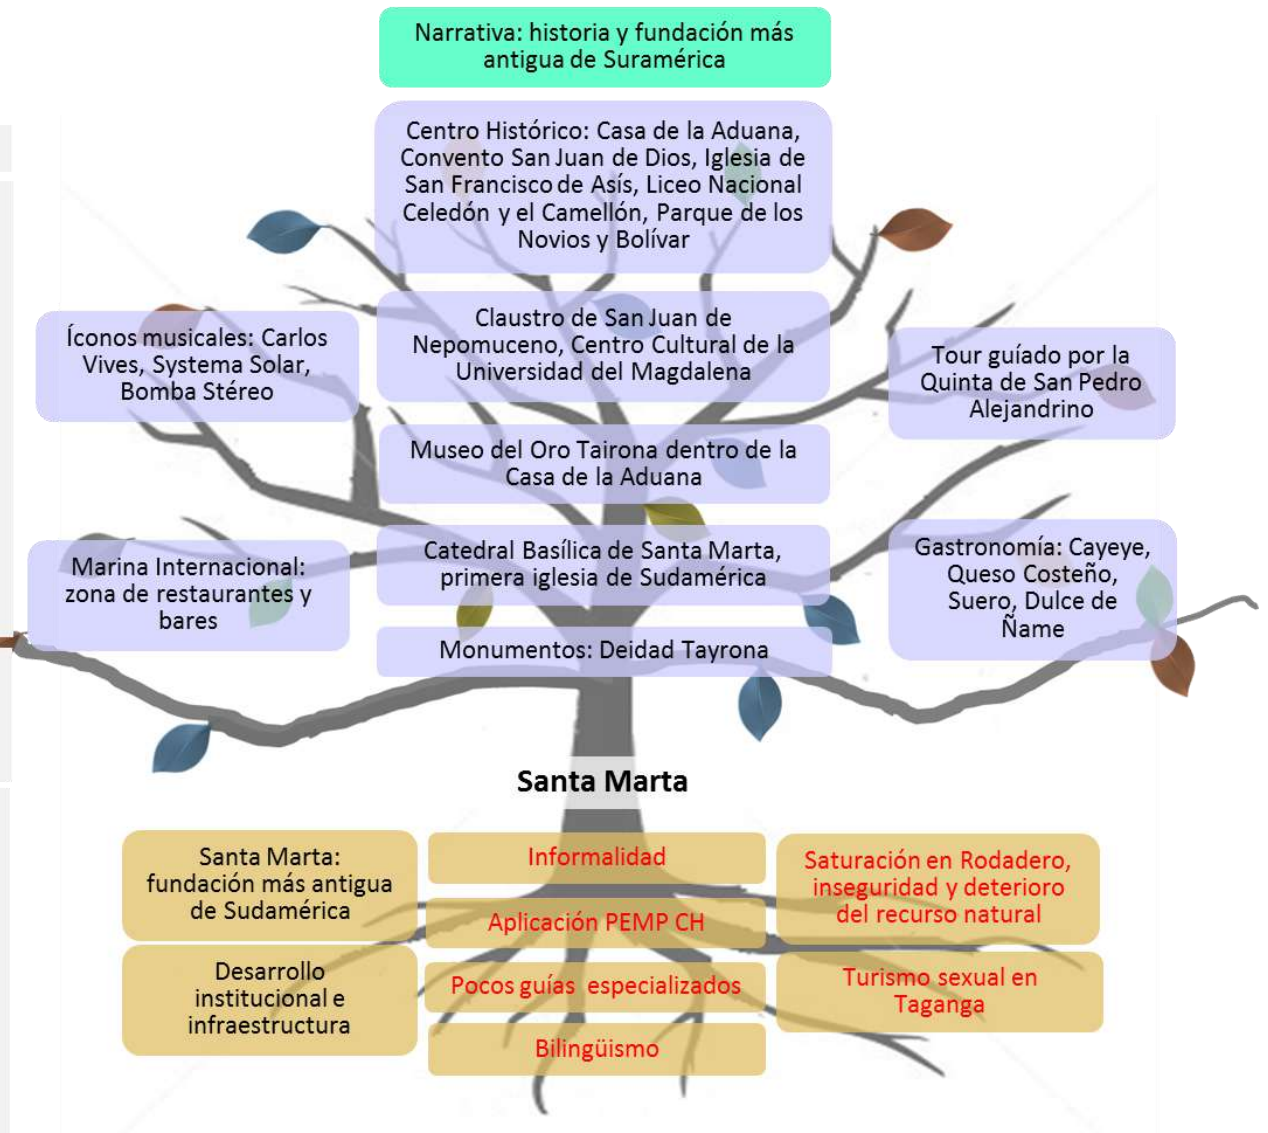 Narrativa: historia y fundación más
antigua de Suramérica
Centro Histórico: Casa de la Aduana,
Convento San Juan de Dios, Iglesia de
San Francisco de Asís, Liceo Nacional
Celedón y el Camellón, Parque de los
Novios y Bolívar
Íconos musicales: Carlos
Vives, Systema Solar,
Bomba Stéreo
Claustro de San Juan de
Nepomuceno, Centro Cultural de la
Universidad del Magdalena
Tour guíado por la
Quinta de San Pedro
Alejandrino
Museo del Oro Tairona dentro de la
Casa de la Aduana
Marina Internacional:
zona de restaurantes y
bares
Catedral Basílica de Santa Marta,
primera iglesia de Sudamérica
Gastronomía: Cayeye,
Queso Costeño,
Suero, Dulce de
Ñame
Monumentos: Deidad Tayrona
Santa Marta
Santa Marta:
fundación más antigua
de Sudamérica
Informalidad
Saturación en Rodadero,
inseguridad y deterioro
del recurso natural
Aplicación PEMP CH
Desarrollo
institucional e
infraestructura
Pocos guías especializados
Turismo sexual en
Taganga
Bilingüismo